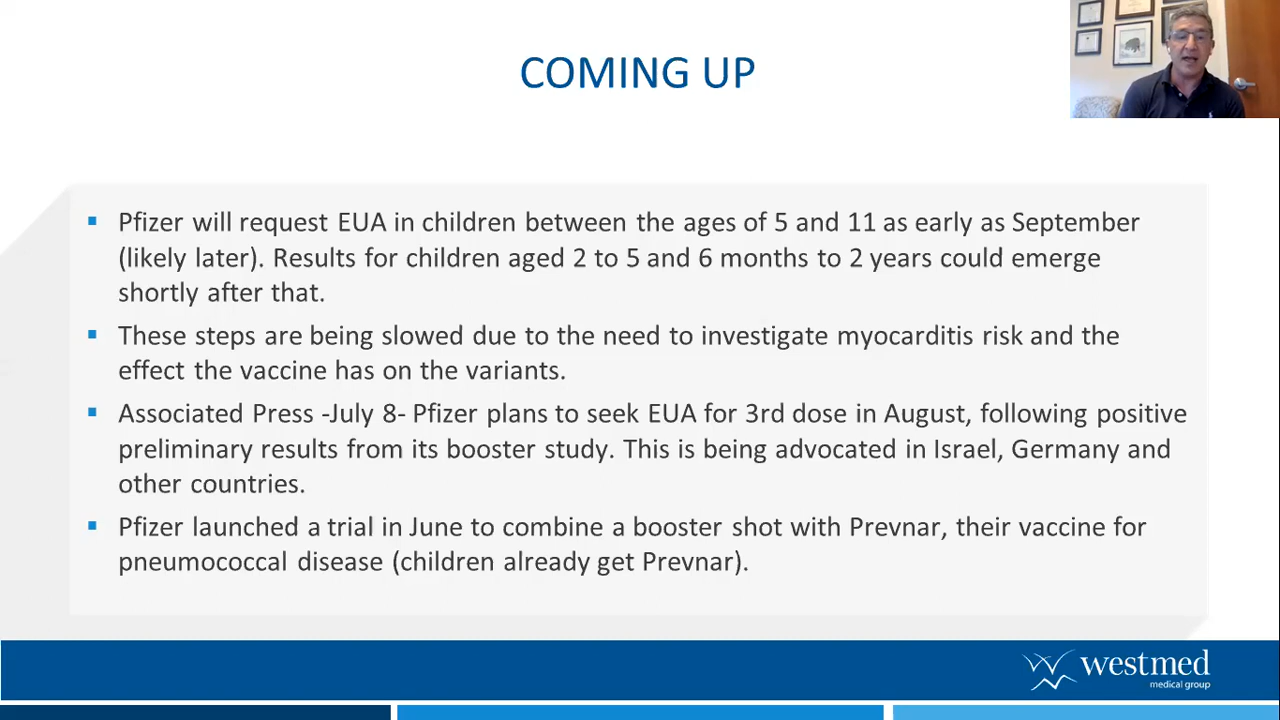 COMING UP
Pfizer will request EUA in children between the ages of 5 and 11 as early as September
(likely later). Results for children aged 2 to 5 and 6 months to 2 years could emerge
shortly after that.
These steps are being slowed due to the need to investigate myocarditis risk and the
effect the vaccine has on the variants.
Associated Press -July 8- Pfizer plans to seek EUA for 3rd dose in August, following positive
preliminary results from its booster study. This is being advocated in Israel, Germany and
other countries.
Pfizer launched a trial in June to combine a booster shot with Prevnar, their vaccine for
pneumococcal disease (children already get Prevnar).
westmed
medical group